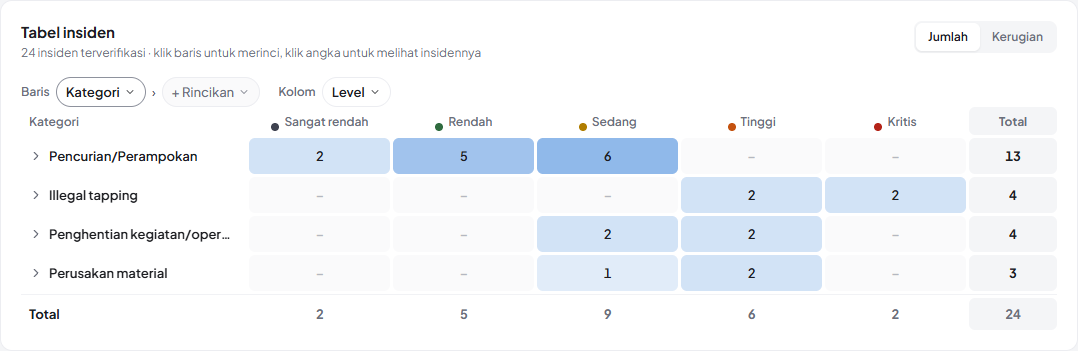 Tabel insiden
24 insiden terverifikasi · klik baris untuk merinci, klik angka untuk melihat insidennya
Jumlah Kerugian
Baris Kategori › + Rincikan Kolom Level
Kategori Sangat rendah Rendah Sedang Tinggi Kritis Total
Pencurian/Perampokan 2 5 6 – – 13
Illegal tapping – – – 2 2 4
Penghentian kegiatan/oper... – – 2 2 – 4
Perusakan material – – 1 2 – 3
Total 2 5 9 6 2 24